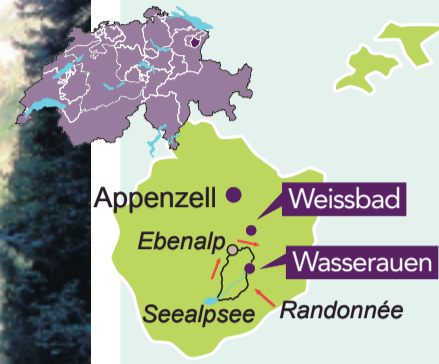 Appenzell
Weissbad
Ebenalp
Wasserauen
Seealpsee
Randonnée